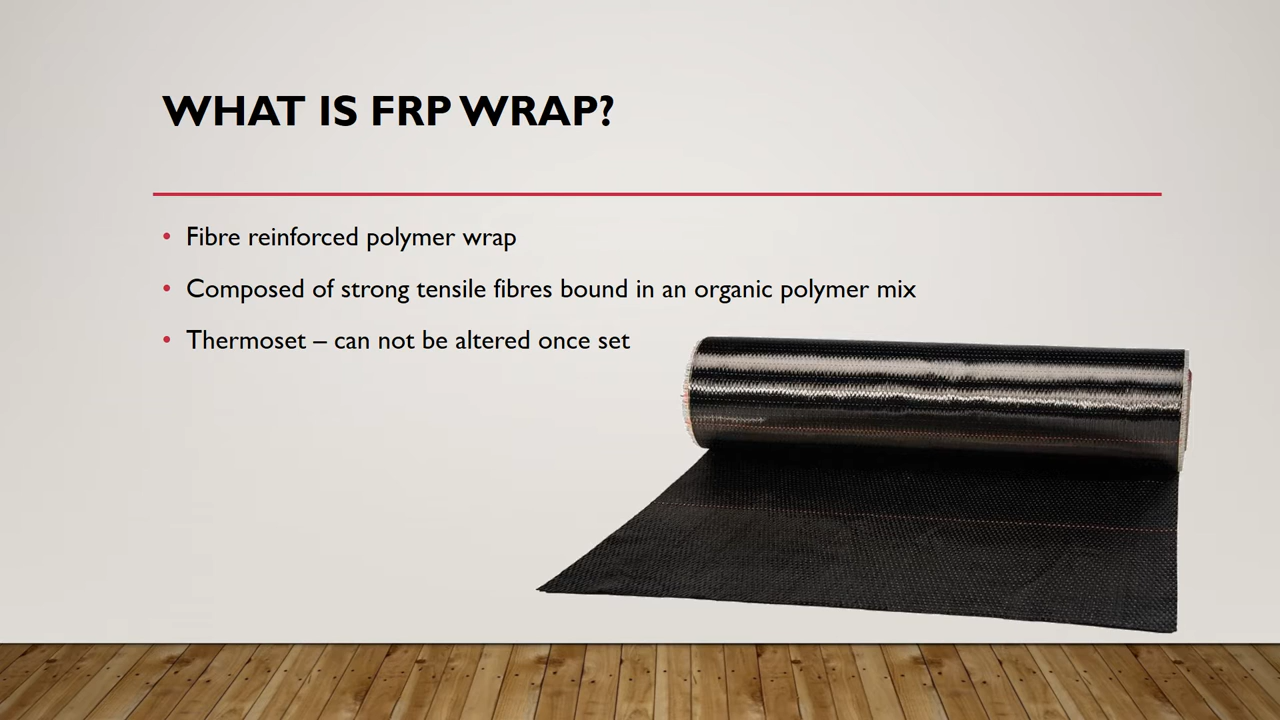 WHAT IS FRP WRAP?
• Fibre reinforced polymer wrap
• Composed of strong tensile fibres bound in an organic polymer mix
• Thermoset – can not be altered once set